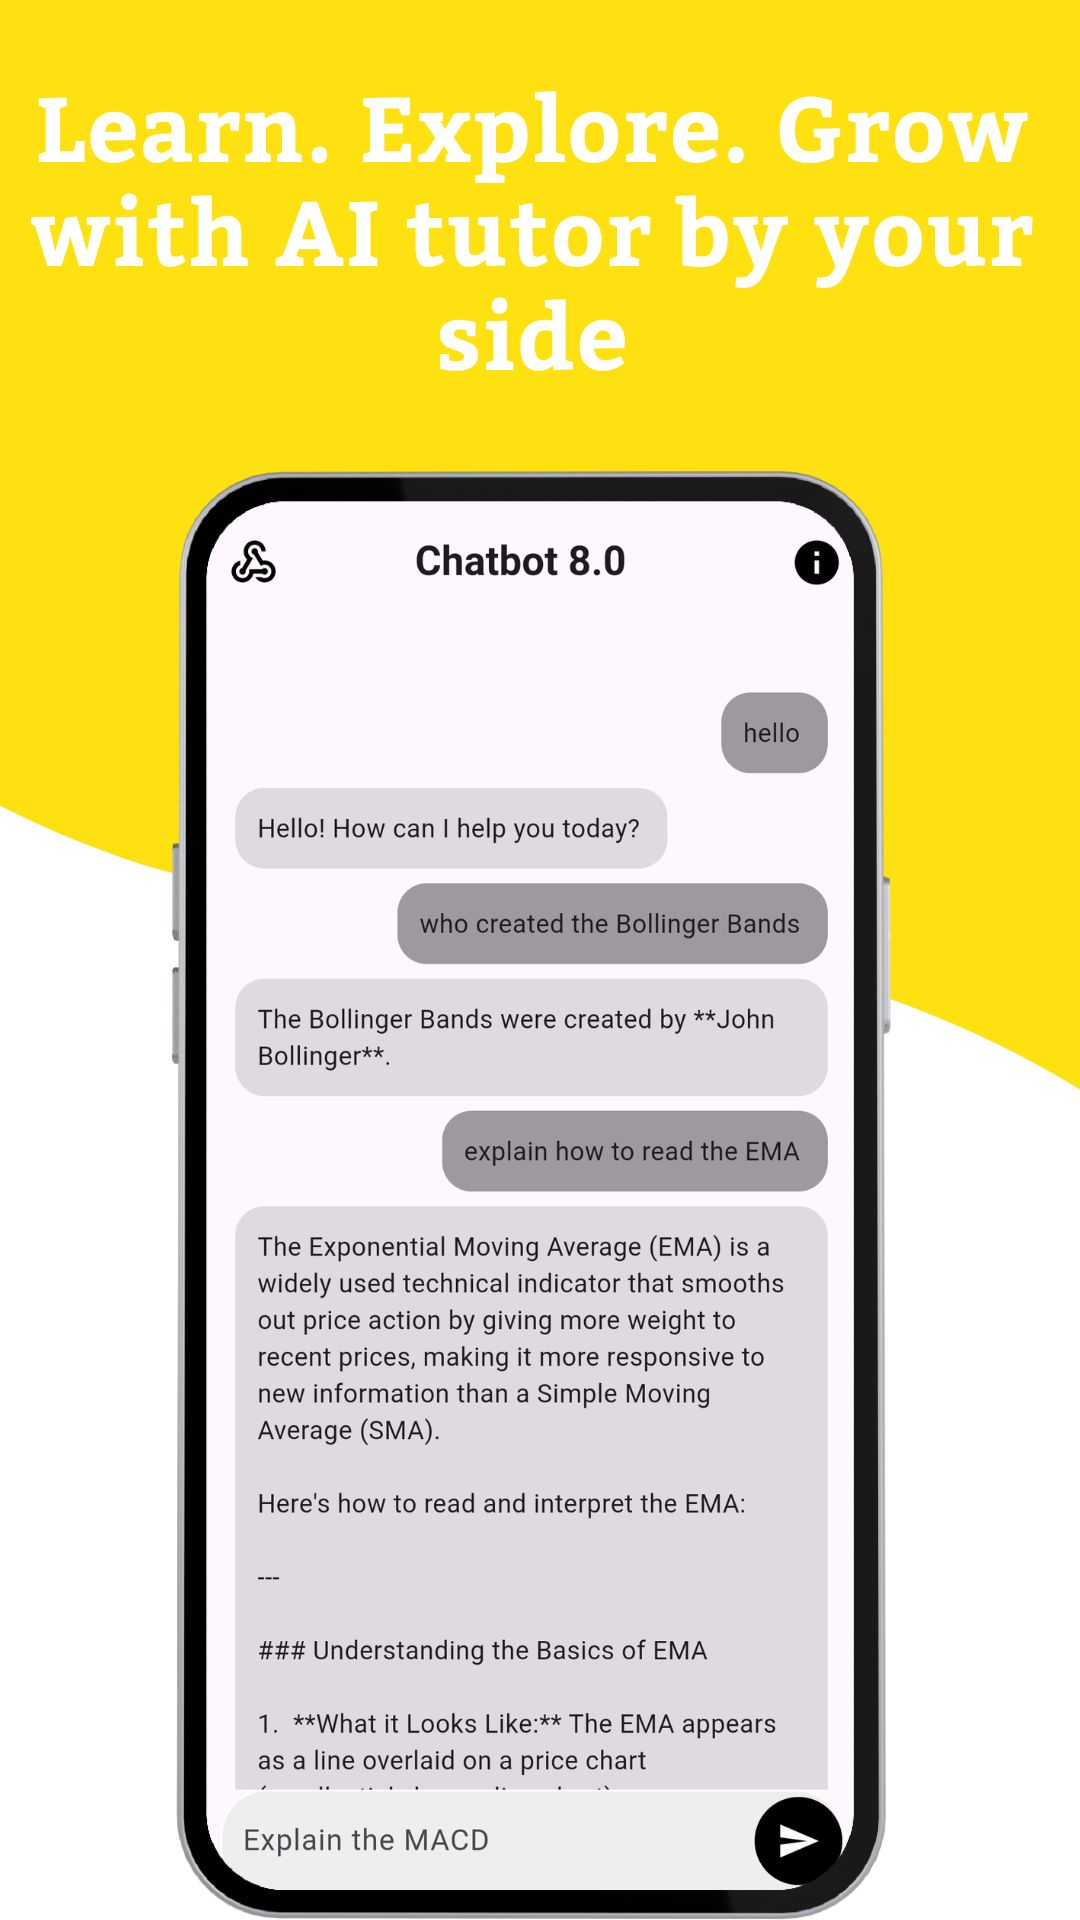 Learn. Explore. Grow
with AI tutor by your
side
Chatbot 8.0
hello
Hello! How can I help you today?
who created the Bollinger Bands
The Bollinger Bands were created by **John
Bollinger**.
explain how to read the EMA
The Exponential Moving Average (EMA) is a
widely used technical indicator that smooths
out price action by giving more weight to
recent prices, making it more responsive to
new information than a Simple Moving
Average (SMA).
Here's how to read and interpret the EMA:
---
### Understanding the Basics of EMA
1.  **What it Looks Like:** The EMA appears
as a line overlaid on a price chart
Explain the MACD